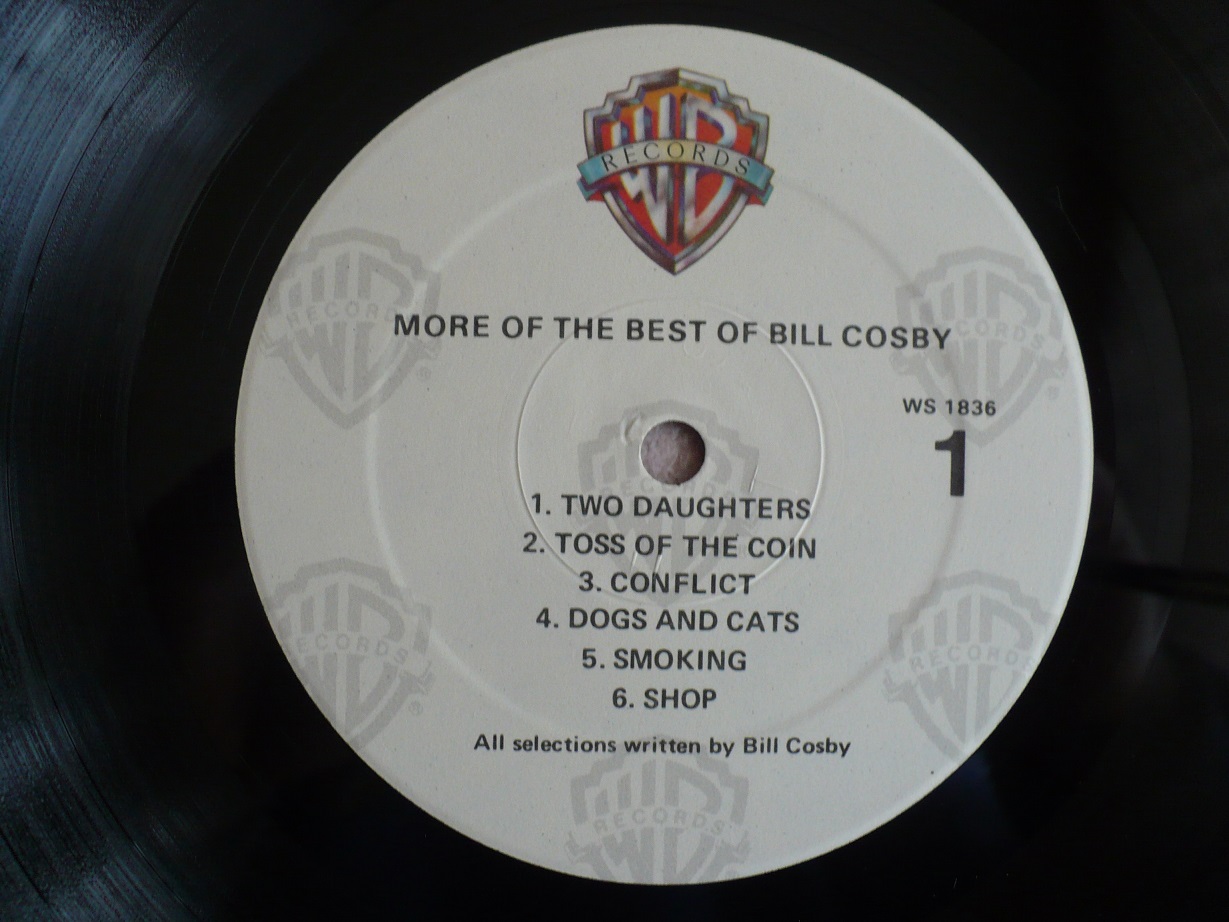 WB
RECORDS
MORE OF THE BEST OF BILL COSBY
WS 1836
1
1. TWO DAUGHTERS
2. TOSS OF THE COIN
3. CONFLICT
4. DOGS AND CATS
5. SMOKING
6. SHOP
All selections written by Bill Cosby